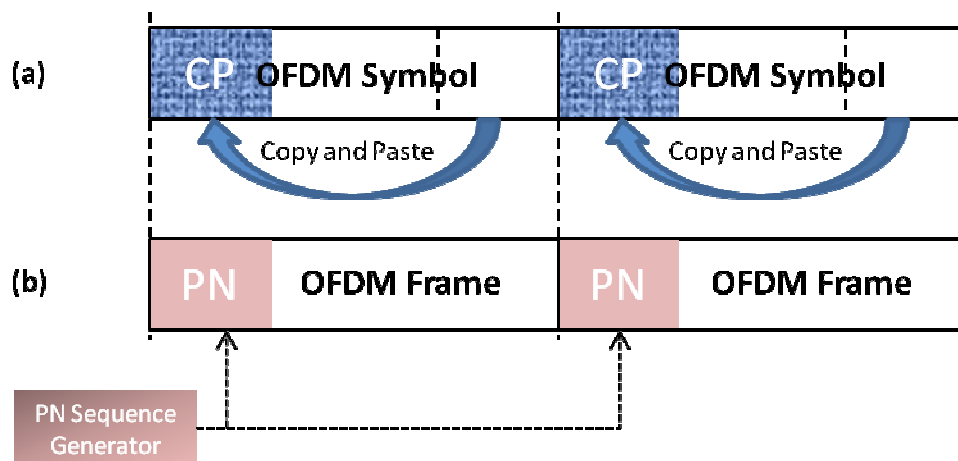 (a) CP OFDM Symbol CP OFDM Symbol
Copy and Paste Copy and Paste
(b) PN OFDM Frame PN OFDM Frame
PN Sequence
Generator